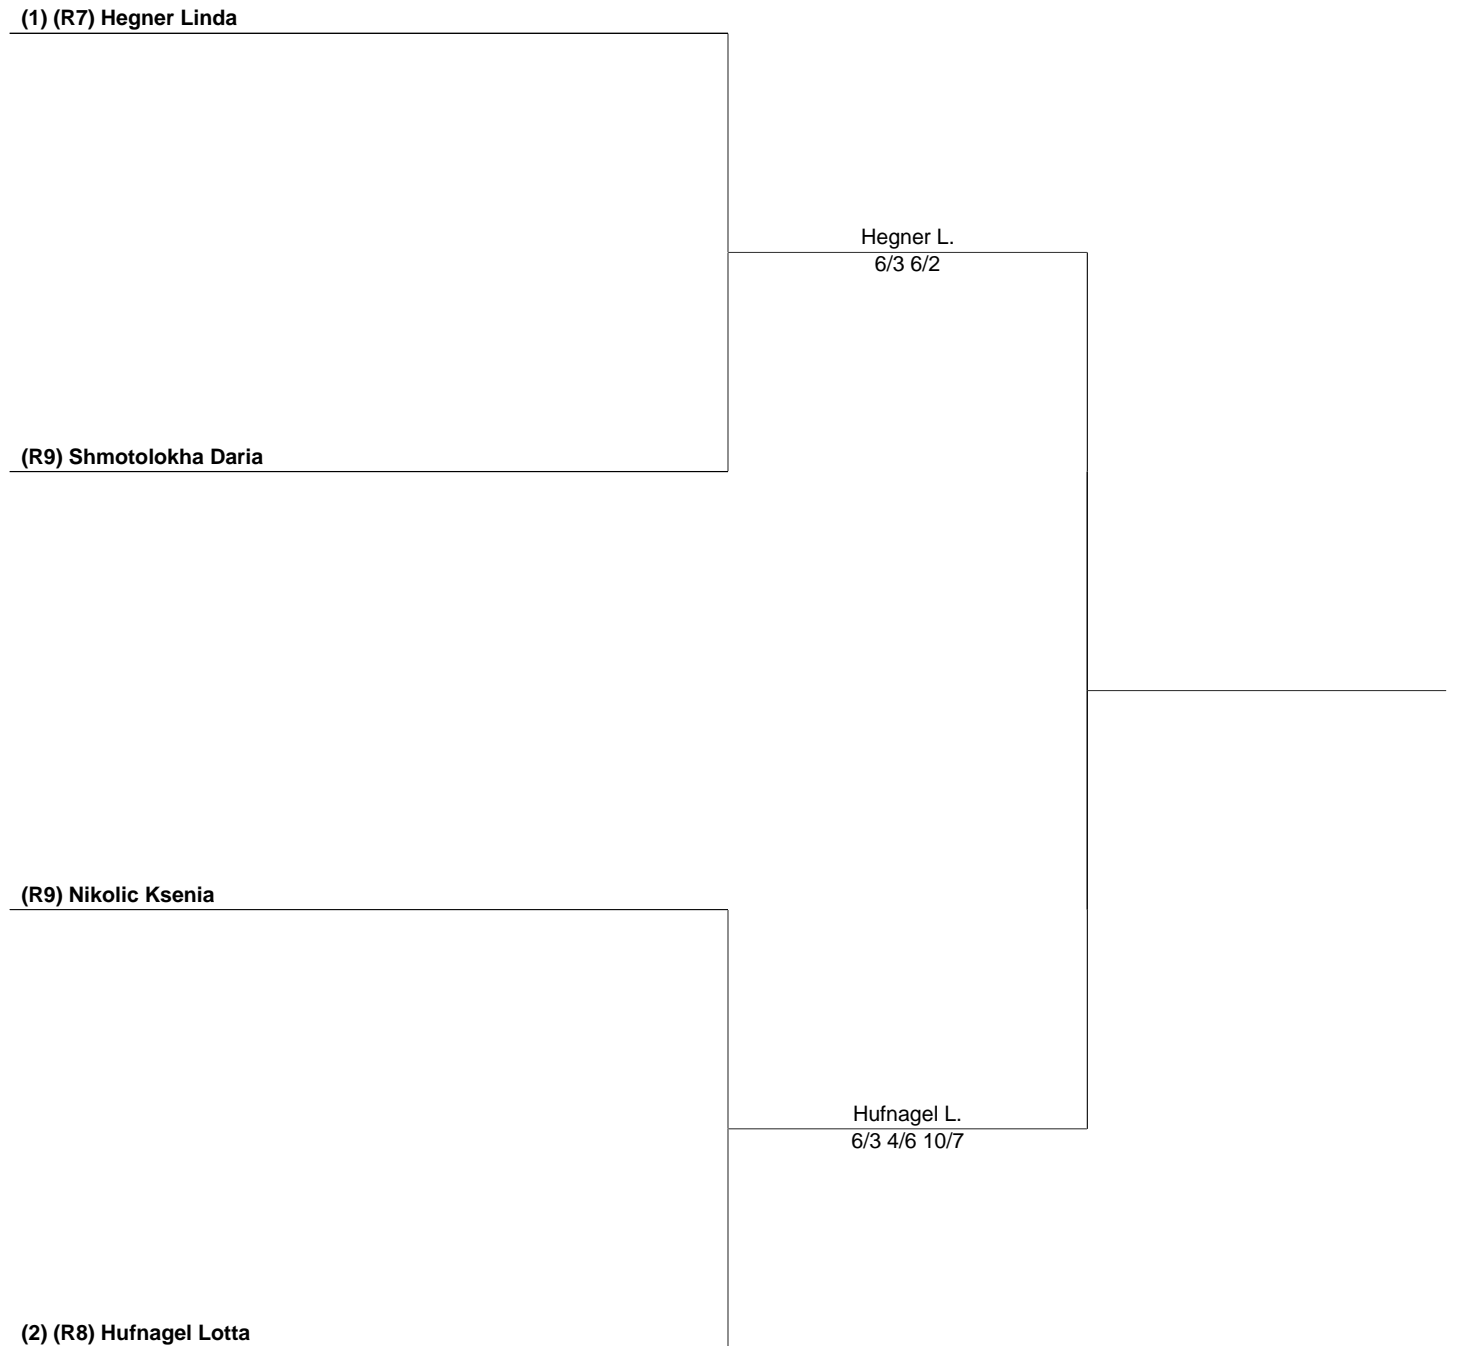 (1) (R7) Hegner Linda
Hegner L.
6/3 6/2
(R9) Shmotolokha Daria
(R9) Nikolic Ksenia
Hufnagel L.
6/3 4/6 10/7
(2) (R8) Hufnagel Lotta